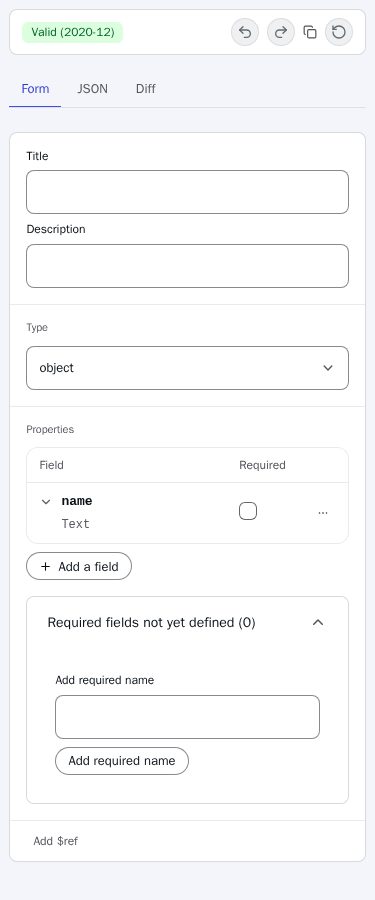 Valid (2020-12)
Form JSON Diff
Title
Description
Type
object
Properties
Field Required
name
Text
...
+ Add a field
Required fields not yet defined (0)
Add required name
Add required name
Add $ref